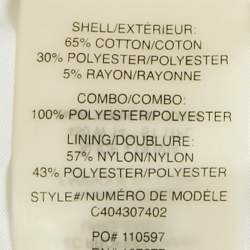 SHELL/EXTÉRIEUR:
65% COTTON/COTON
30% POLYESTER/POLYESTER
5% RAYON/RAYONNE
COMBO/COMBO:
100% POLYESTER/POLYESTER
LINING/DOUBLURE:
57% NYLON/NYLON
43% POLYESTER/POLYESTER
STYLE#/NUMÉRO DE MODÈLE
C404307402
PO# 110597